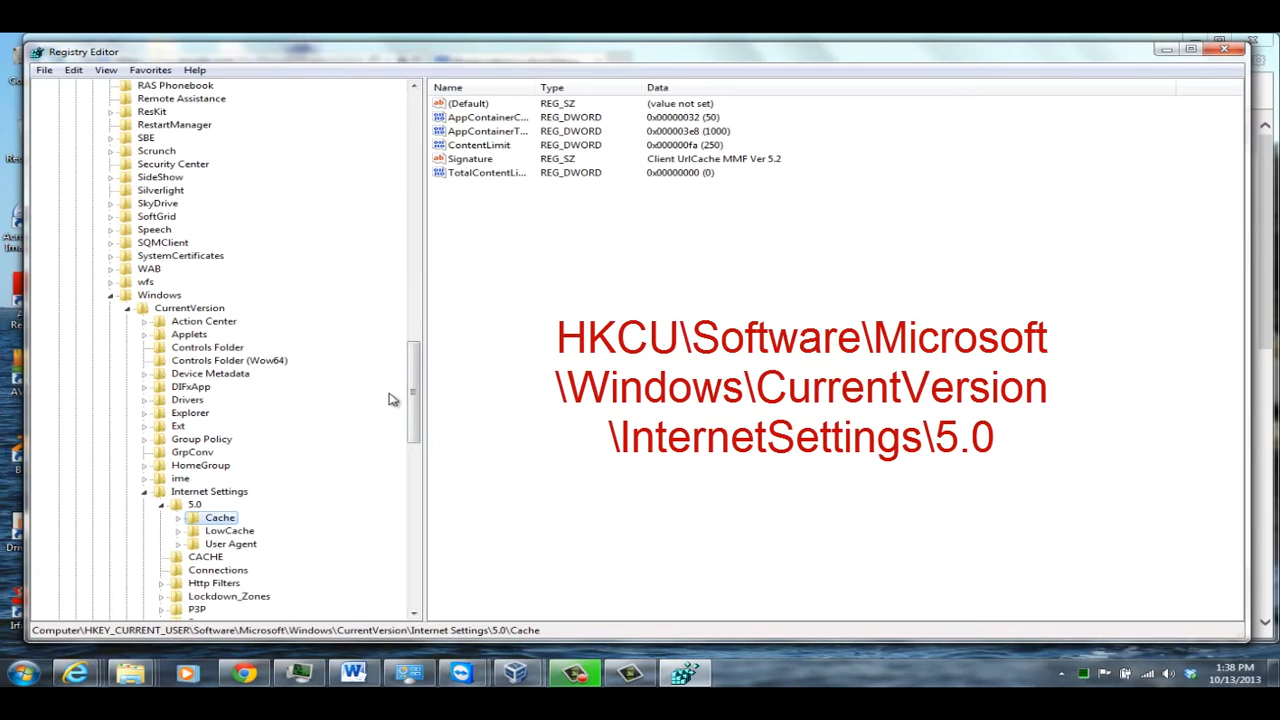 Registry Editor
File Edit View Favorites Help
RAS Phonebook
Remote Assistance
ResKit
RestartManager
SBE
Scrunch
Security Center
SideShow
Silverlight
SkyDrive
SoftGrid
Speech
SQMClient
SystemCertificates
WAB
wfs
Windows
CurrentVersion
Action Center
Applets
Controls Folder
Controls Folder (Wow64)
Device Metadata
DIFxApp
Drivers
Explorer
Ext
Group Policy
GrpConv
HomeGroup
ime
Internet Settings
5.0
Cache
LowCache
User Agent
CACHE
Connections
Http Filters
Lockdown_Zones
P3P
Name Type Data
(Default) REG_SZ (value not set)
AppContainerC... REG_DWORD 0x00000032 (50)
AppContainerT... REG_DWORD 0x000003e8 (1000)
ContentLimit REG_DWORD 0x000000fa (250)
Signature REG_SZ Client UrlCache MMF Ver 5.2
TotalContentLi... REG_DWORD 0x00000000 (0)
HKCU\Software\Microsoft
\Windows\CurrentVersion
\InternetSettings\5.0
Computer\HKEY_CURRENT_USER\Software\Microsoft\Windows\CurrentVersion\Internet Settings\5.0\Cache
1:38 PM
10/13/2013